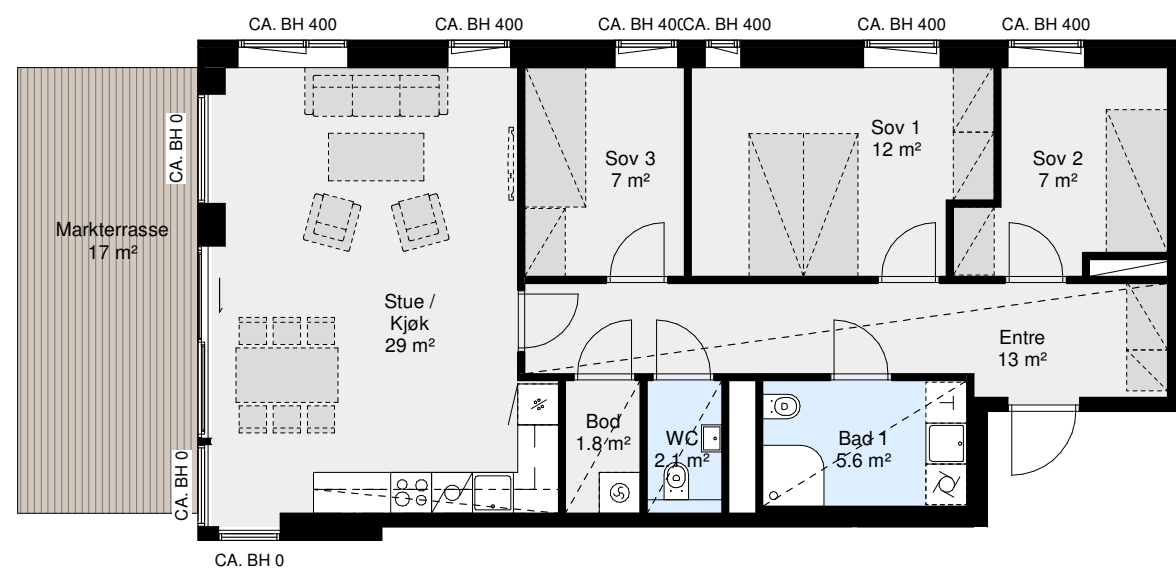 CA. BH 400
CA. BH 400
CA. BH 400
CA. BH 400
CA. BH 400
CA. BH 400
CA. BH 0
Sov 3
7 m²
Sov 1
12 m²
Sov 2
7 m²
Markterrasse
17 m²
Stue /
Kjøk
29 m²
Entre
13 m²
Bod
1.8 m²
WC
2.1 m²
Bad 1
5.6 m²
CA. BH 0
CA. BH 0